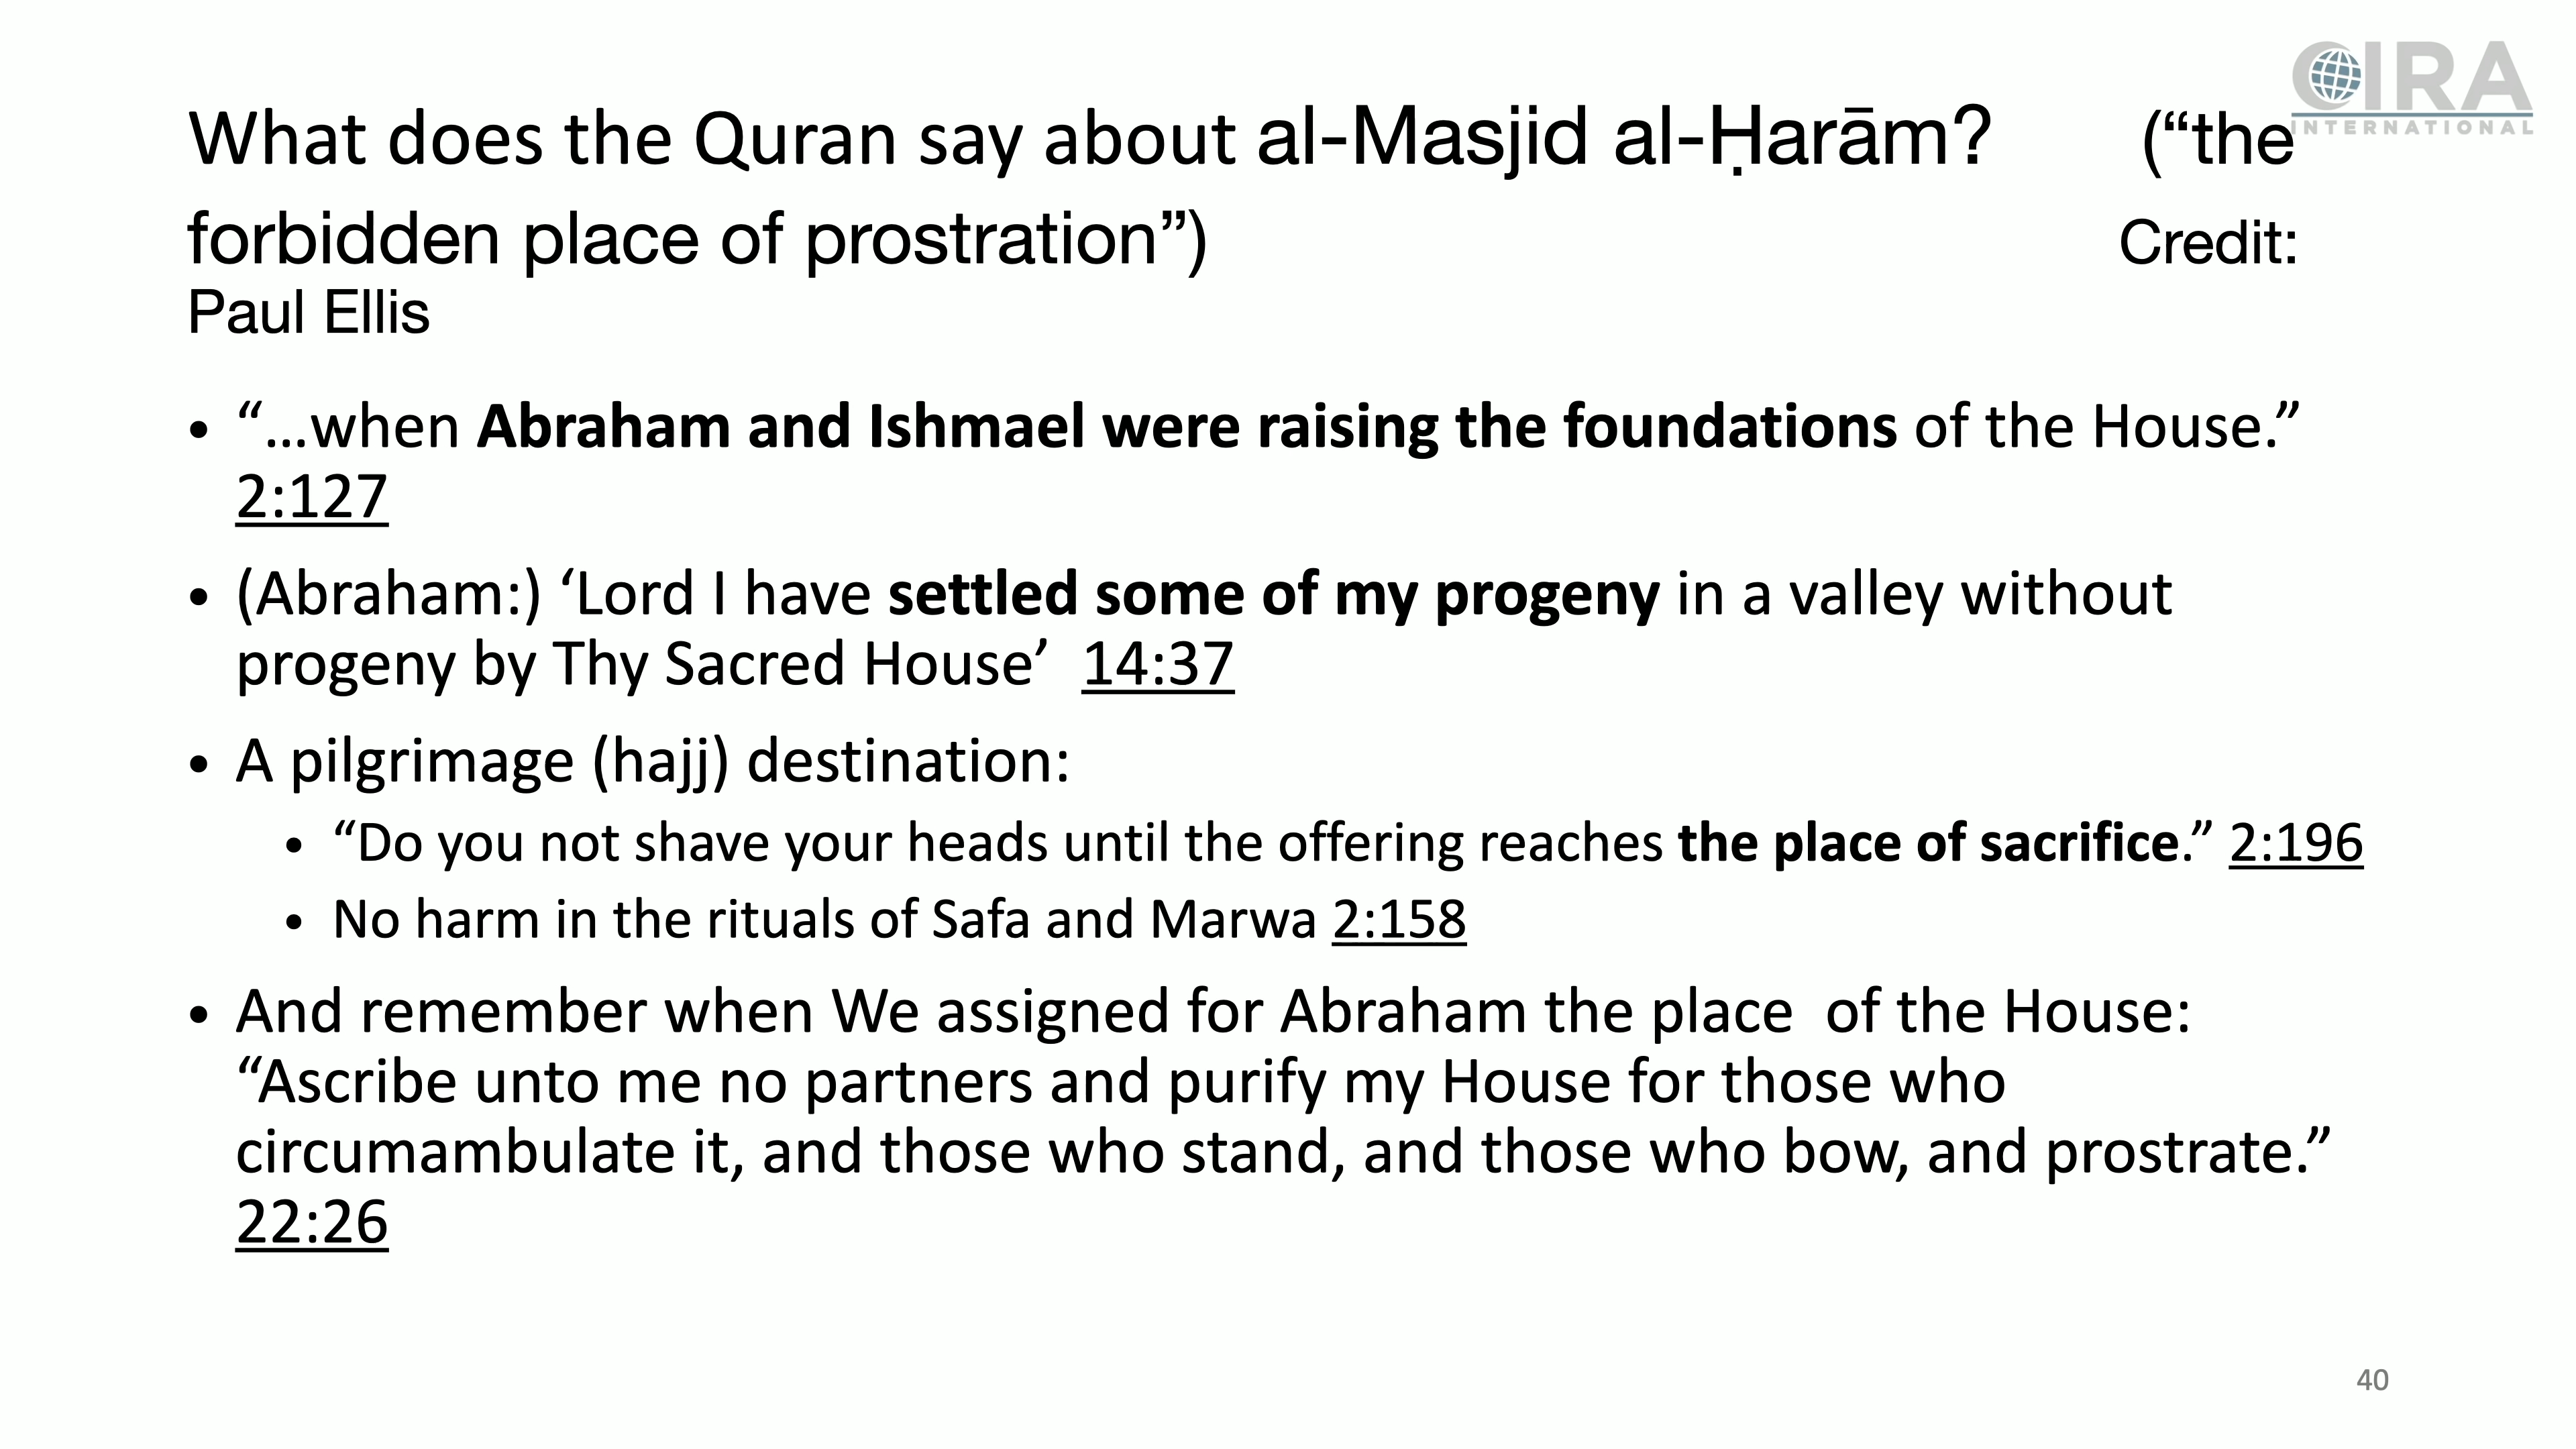 CIRA
INTERNATIONAL
What does the Quran say about al-Masjid al-Ḥarām? (“the
forbidden place of prostration”) Credit:
Paul Ellis
• “…when Abraham and Ishmael were raising the foundations of the House.”
2:127
• (Abraham:) ‘Lord I have settled some of my progeny in a valley without
progeny by Thy Sacred House’ 14:37
• A pilgrimage (hajj) destination:
• “Do you not shave your heads until the offering reaches the place of sacrifice.” 2:196
• No harm in the rituals of Safa and Marwa 2:158
• And remember when We assigned for Abraham the place of the House:
“Ascribe unto me no partners and purify my House for those who
circumambulate it, and those who stand, and those who bow, and prostrate.”
22:26
40